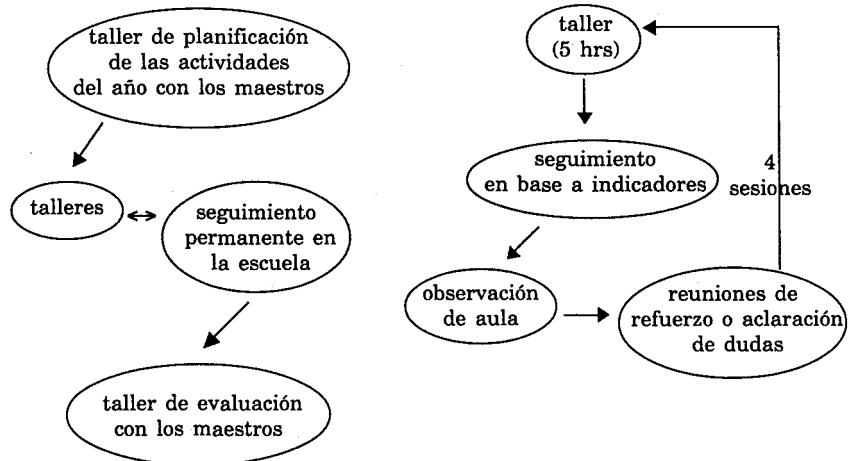 taller de planificación
de las actividades
del año con los maestros
talleres
seguimiento
permanente en
la escuela
taller de evaluación
con los maestros
taller
(5 hrs)
seguimiento
en base a indicadores
4
sesiones
observación
de aula
reuniones de
refuerzo o aclaración
de dudas